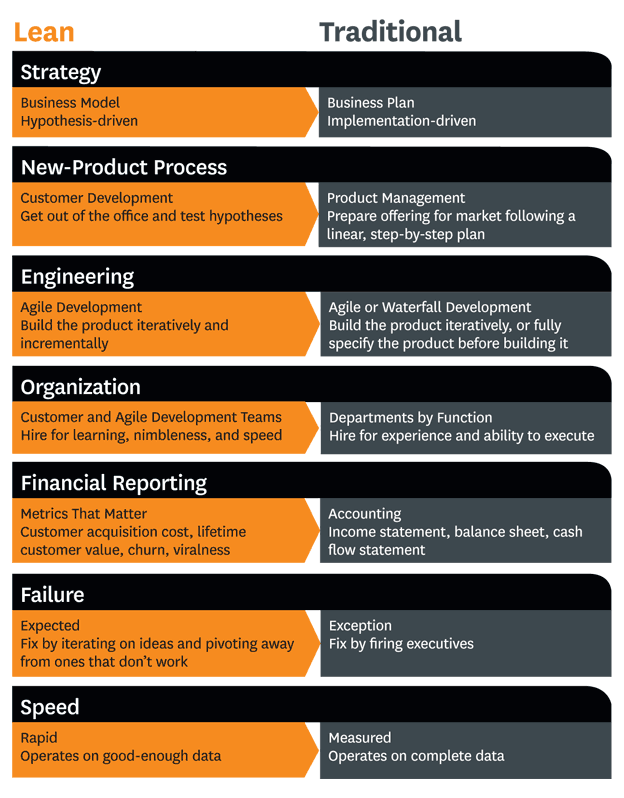 Lean
Traditional
Strategy
Business Model
Hypothesis-driven
Business Plan
Implementation-driven
New-Product Process
Customer Development
Get out of the office and test hypotheses
Product Management
Prepare offering for market following a
linear, step-by-step plan
Engineering
Agile Development
Build the product iteratively and
incrementally
Agile or Waterfall Development
Build the product iteratively, or fully
specify the product before building it
Organization
Customer and Agile Development Teams
Hire for learning, nimbleness, and speed
Departments by Function
Hire for experience and ability to execute
Financial Reporting
Metrics That Matter
Customer acquisition cost, lifetime
customer value, churn, viralness
Accounting
Income statement, balance sheet, cash
flow statement
Failure
Expected
Fix by iterating on ideas and pivoting away
from ones that don’t work
Exception
Fix by firing executives
Speed
Rapid
Operates on good-enough data
Measured
Operates on complete data